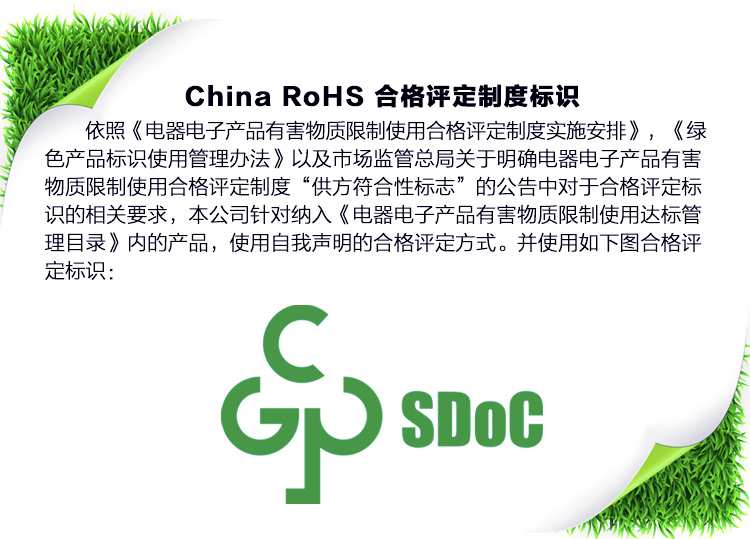 China RoHS 合格评定制度标识
依照《电器电子产品有害物质限制使用合格评定制度实施安排》，《绿
色产品标识使用管理办法》以及市场监管总局关于明确电器电子产品有害
物质限制使用合格评定制度“供方符合性标志”的公告中对于合格评定标
识的相关要求，本公司针对纳入《电器电子产品有害物质限制使用达标管
理目录》内的产品，使用自我声明的合格评定方式。并使用如下图合格评
定标识：
C
GP SDoC